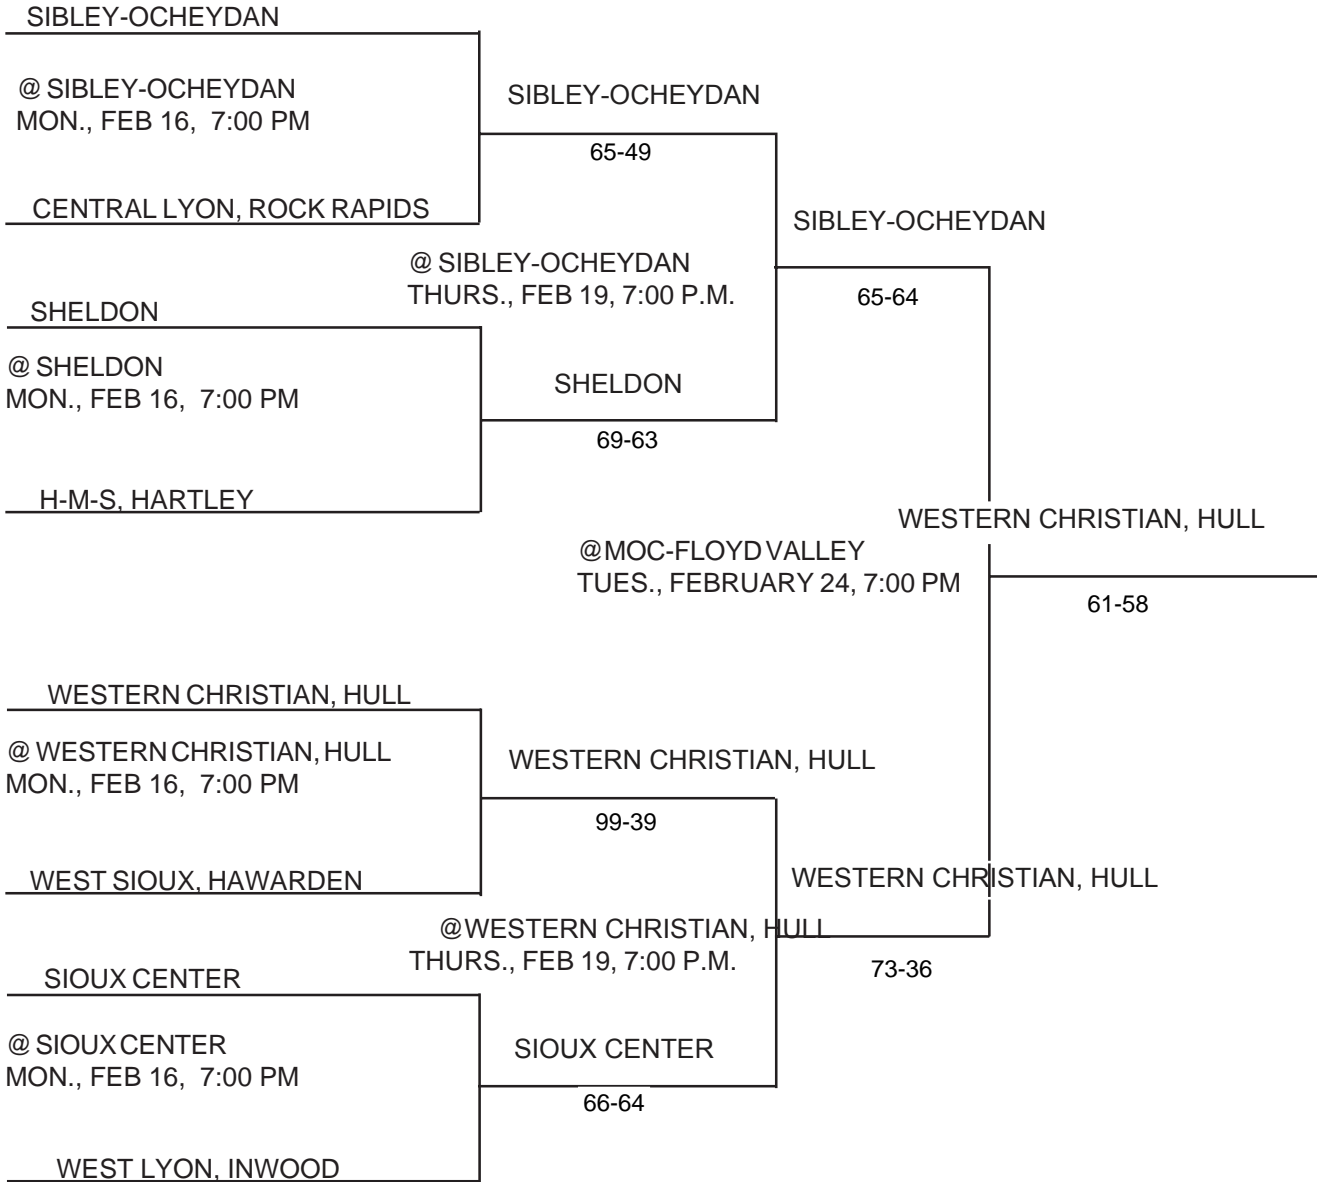 SIBLEY-OCHEYDAN
@ SIBLEY-OCHEYDAN
MON., FEB 16, 7:00 PM
SIBLEY-OCHEYDAN
65-49
CENTRAL LYON, ROCK RAPIDS
SIBLEY-OCHEYDAN
@ SIBLEY-OCHEYDAN
THURS., FEB 19, 7:00 P.M.
65-64
SHELDON
@ SHELDON
MON., FEB 16, 7:00 PM
SHELDON
69-63
H-M-S, HARTLEY
WESTERN CHRISTIAN, HULL
@MOC-FLOYD VALLEY
TUES., FEBRUARY 24, 7:00 PM
61-58
WESTERN CHRISTIAN, HULL
@ WESTERN CHRISTIAN, HULL
MON., FEB 16, 7:00 PM
WESTERN CHRISTIAN, HULL
99-39
WEST SIOUX, HAWARDEN
WESTERN CHRISTIAN, HULL
@WESTERN CHRISTIAN, HULL
THURS., FEB 19, 7:00 P.M.
73-36
SIOUX CENTER
@ SIOUX CENTER
MON., FEB 16, 7:00 PM
SIOUX CENTER
66-64
WEST LYON, INWOOD